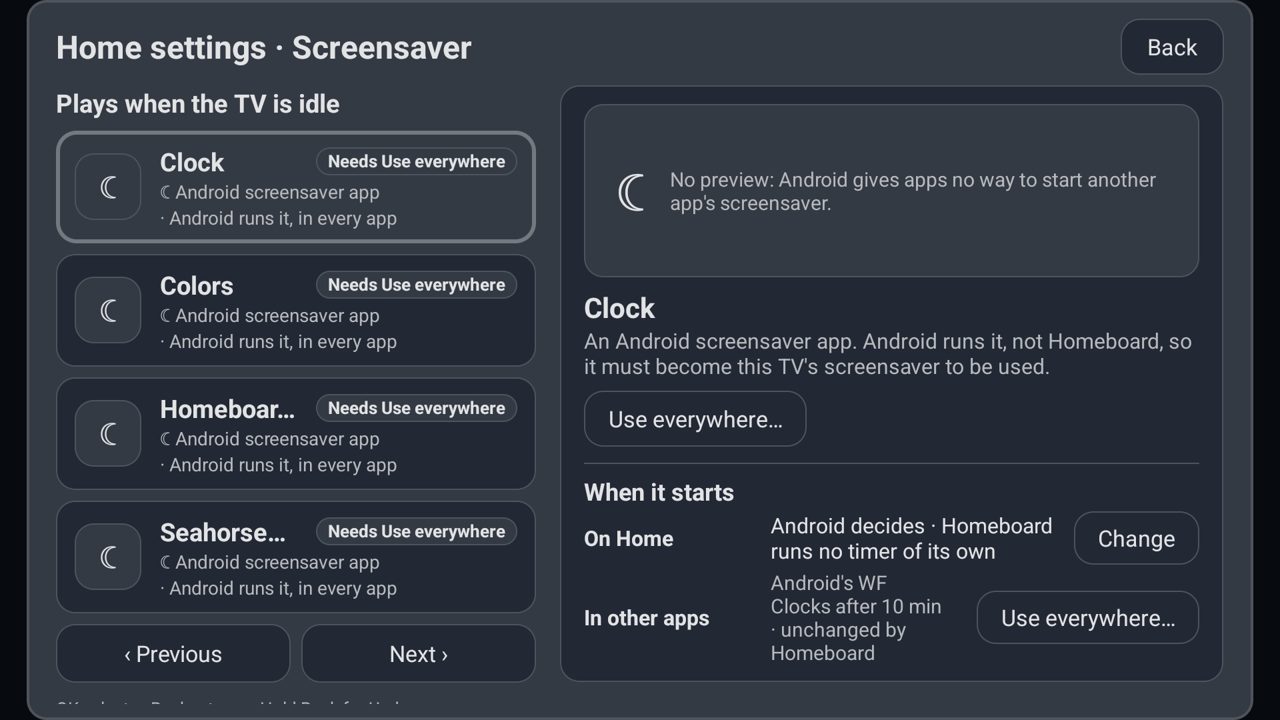 Home settings · Screensaver
Back
Plays when the TV is idle
Clock
Needs Use everywhere
☾ Android screensaver app
· Android runs it, in every app
Colors
Needs Use everywhere
☾ Android screensaver app
· Android runs it, in every app
Homeboar...
Needs Use everywhere
☾ Android screensaver app
· Android runs it, in every app
Seahorse...
Needs Use everywhere
☾ Android screensaver app
· Android runs it, in every app
‹ Previous
Next ›
No preview: Android gives apps no way to start another
app's screensaver.
Clock
An Android screensaver app. Android runs it, not Homeboard, so
it must become this TV's screensaver to be used.
Use everywhere...
When it starts
On Home
Android decides · Homeboard
runs no timer of its own
Change
In other apps
Android's WF
Clocks after 10 min
· unchanged by
Homeboard
Use everywhere...